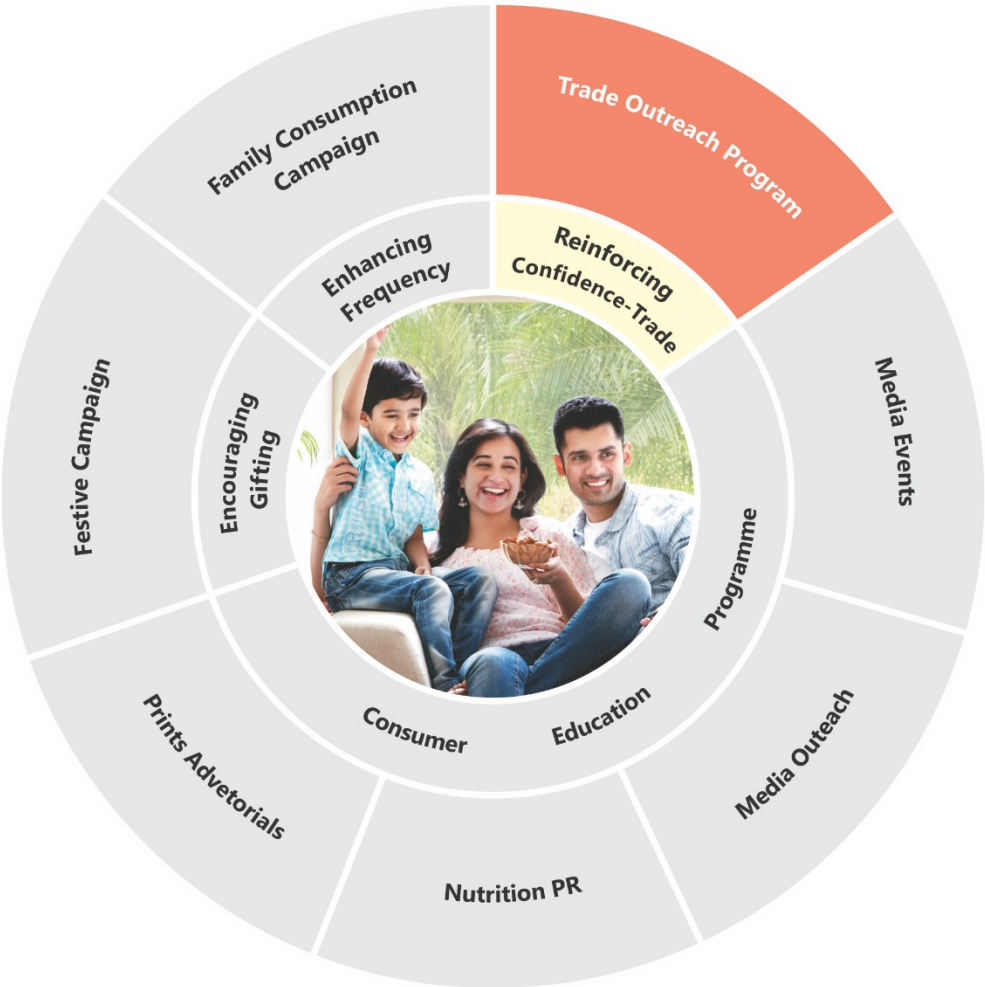 Trade Outreach Program
Reinforcing
Confidence-Trade
Media Events
Media Outeach
Nutrition PR
Prints Advetorials
Consumer Education Programme
Festive Campaign
Encouraging
Gifting
Family Consumption
Campaign
Enhancing
Frequency